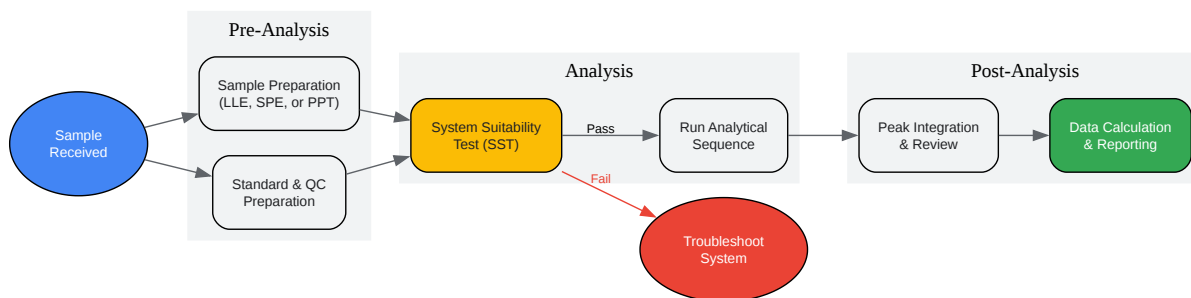 Pre-Analysis
Sample Preparation
(LLE, SPE, or PPT)
Sample
Received
Standard & QC
Preparation
Analysis
System Suitability
Test (SST)
Pass
Fail
Run Analytical
Sequence
Troubleshoot
System
Post-Analysis
Peak Integration
& Review
Data Calculation
& Reporting